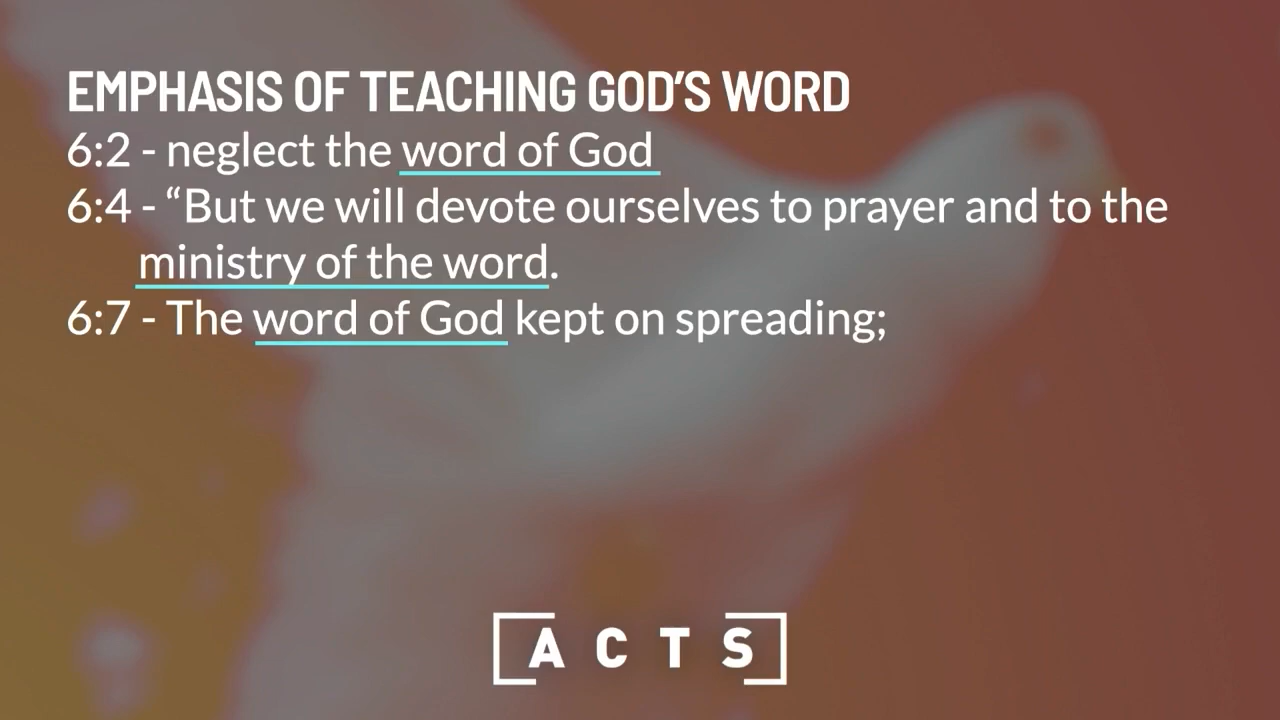 EMPHASIS OF TEACHING GOD'S WORD
6:2 - neglect the word of God
6:4 - “But we will devote ourselves to prayer and to the
ministry of the word.
6:7 - The word of God kept on spreading;
ACTS